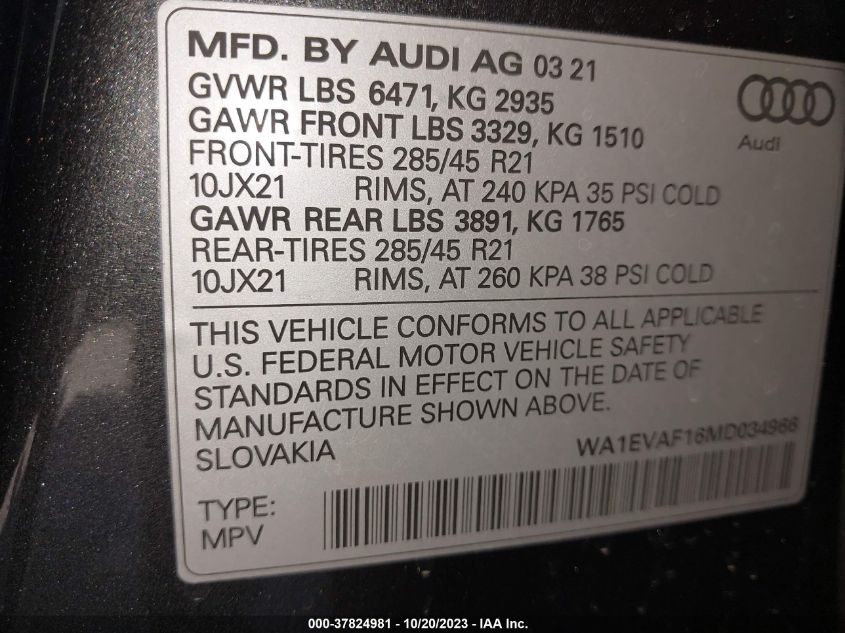 MFD. BY AUDI AG 03 21
GVWR LBS 6471, KG 2935
GAWR FRONT LBS 3329, KG 1510
FRONT-TIRES 285/45 R21
10JX21 RIMS, AT 240 KPA 35 PSI COLD
GAWR REAR LBS 3891, KG 1765
REAR-TIRES 285/45 R21
10JX21 RIMS, AT 260 KPA 38 PSI COLD
Audi
THIS VEHICLE CONFORMS TO ALL APPLICABLE
U.S. FEDERAL MOTOR VEHICLE SAFETY
STANDARDS IN EFFECT ON THE DATE OF
MANUFACTURE SHOWN ABOVE.
SLOVAKIA WA1EVAF16MD034966
TYPE:
MPV
000-37824981 - 10/20/2023 - IAA Inc.